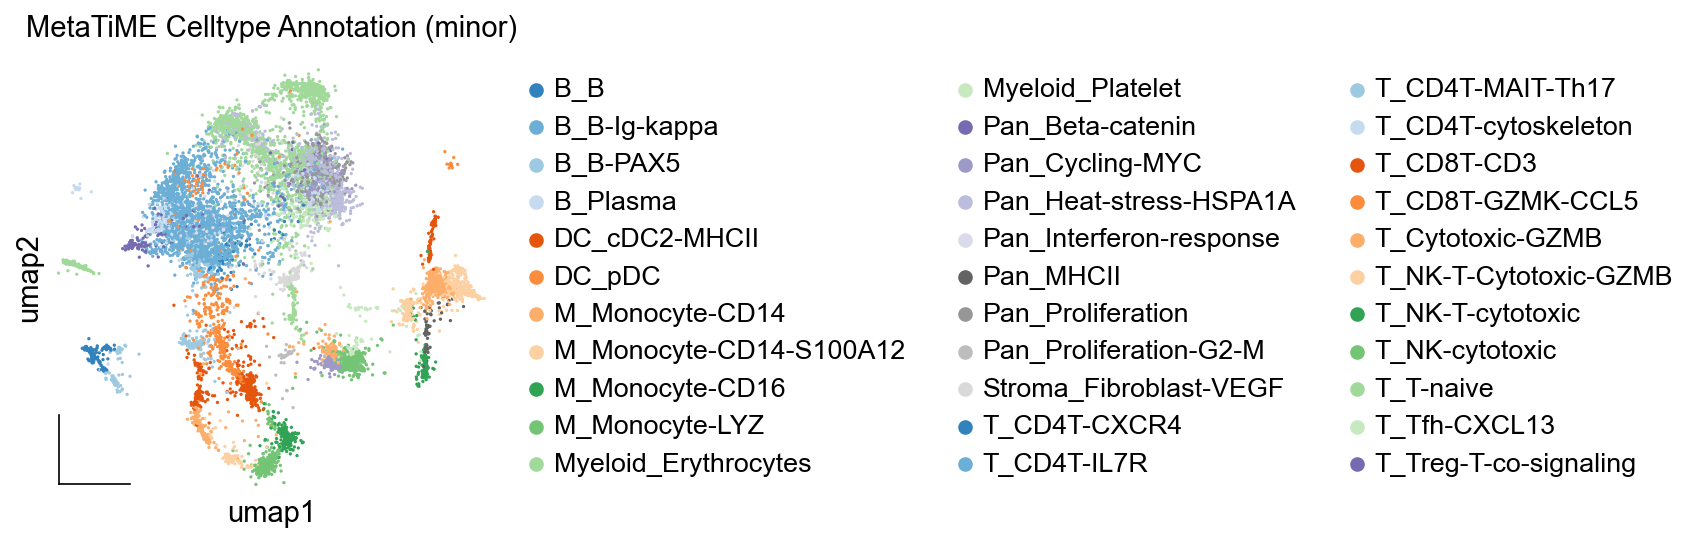 MetaTiME Celltype Annotation (minor)
B_B
B_B-Ig-kappa
B_B-PAX5
B_Plasma
DC_cDC2-MHCII
DC_pDC
M_Monocyte-CD14
M_Monocyte-CD14-S100A12
M_Monocyte-CD16
M_Monocyte-LYZ
Myeloid_Erythrocytes
Myeloid_Platelet
Pan_Beta-catenin
Pan_Cycling-MYC
Pan_Heat-stress-HSPA1A
Pan_Interferon-response
Pan_MHCII
Pan_Proliferation
Pan_Proliferation-G2-M
Stroma_Fibroblast-VEGF
T_CD4T-CXCR4
T_CD4T-IL7R
T_CD4T-MAIT-Th17
T_CD4T-cytoskeleton
T_CD8T-CD3
T_CD8T-GZMK-CCL5
T_Cytotoxic-GZMB
T_NK-T-Cytotoxic-GZMB
T_NK-T-cytotoxic
T_NK-cytotoxic
T_T-naive
T_Tfh-CXCL13
T_Treg-T-co-signaling
umap2
umap1